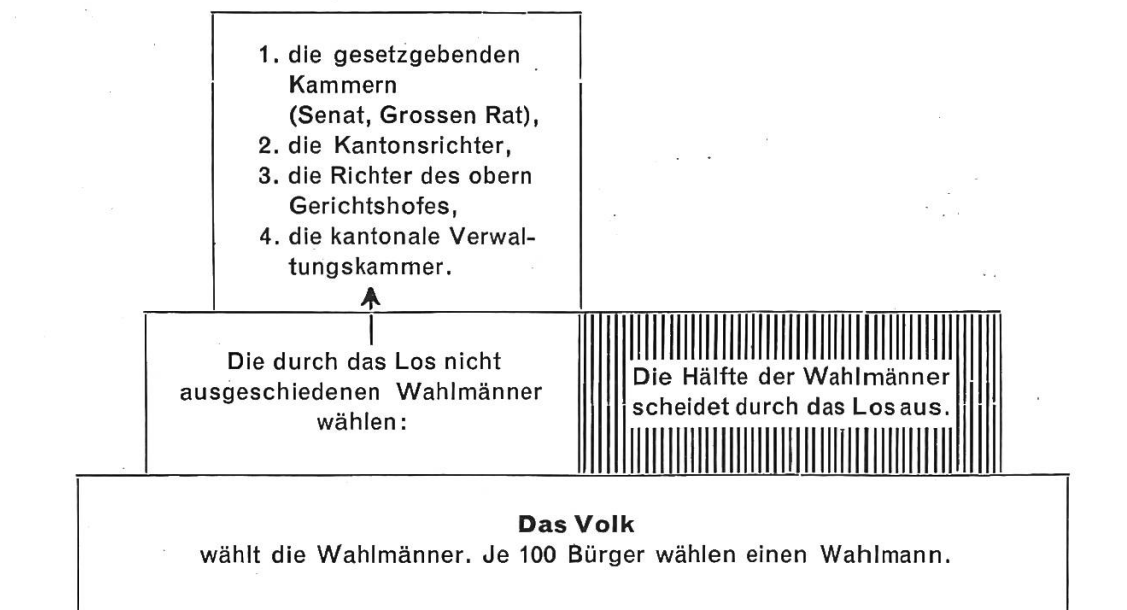 1. die gesetzgebenden
Kammern
(Senat, Grossen Rat),
2. die Kantonsrichter,
3. die Richter des obern
Gerichtshofes,
4. die kantonale Verwal-
tungskammer.
Die durch das Los nicht
ausgeschiedenen Wahlmänner
wählen:
Die Hälfte der Wahlmänner
scheidet durch das Los aus.
Das Volk
wählt die Wahlmänner. Je 100 Bürger wählen einen Wahlmann.